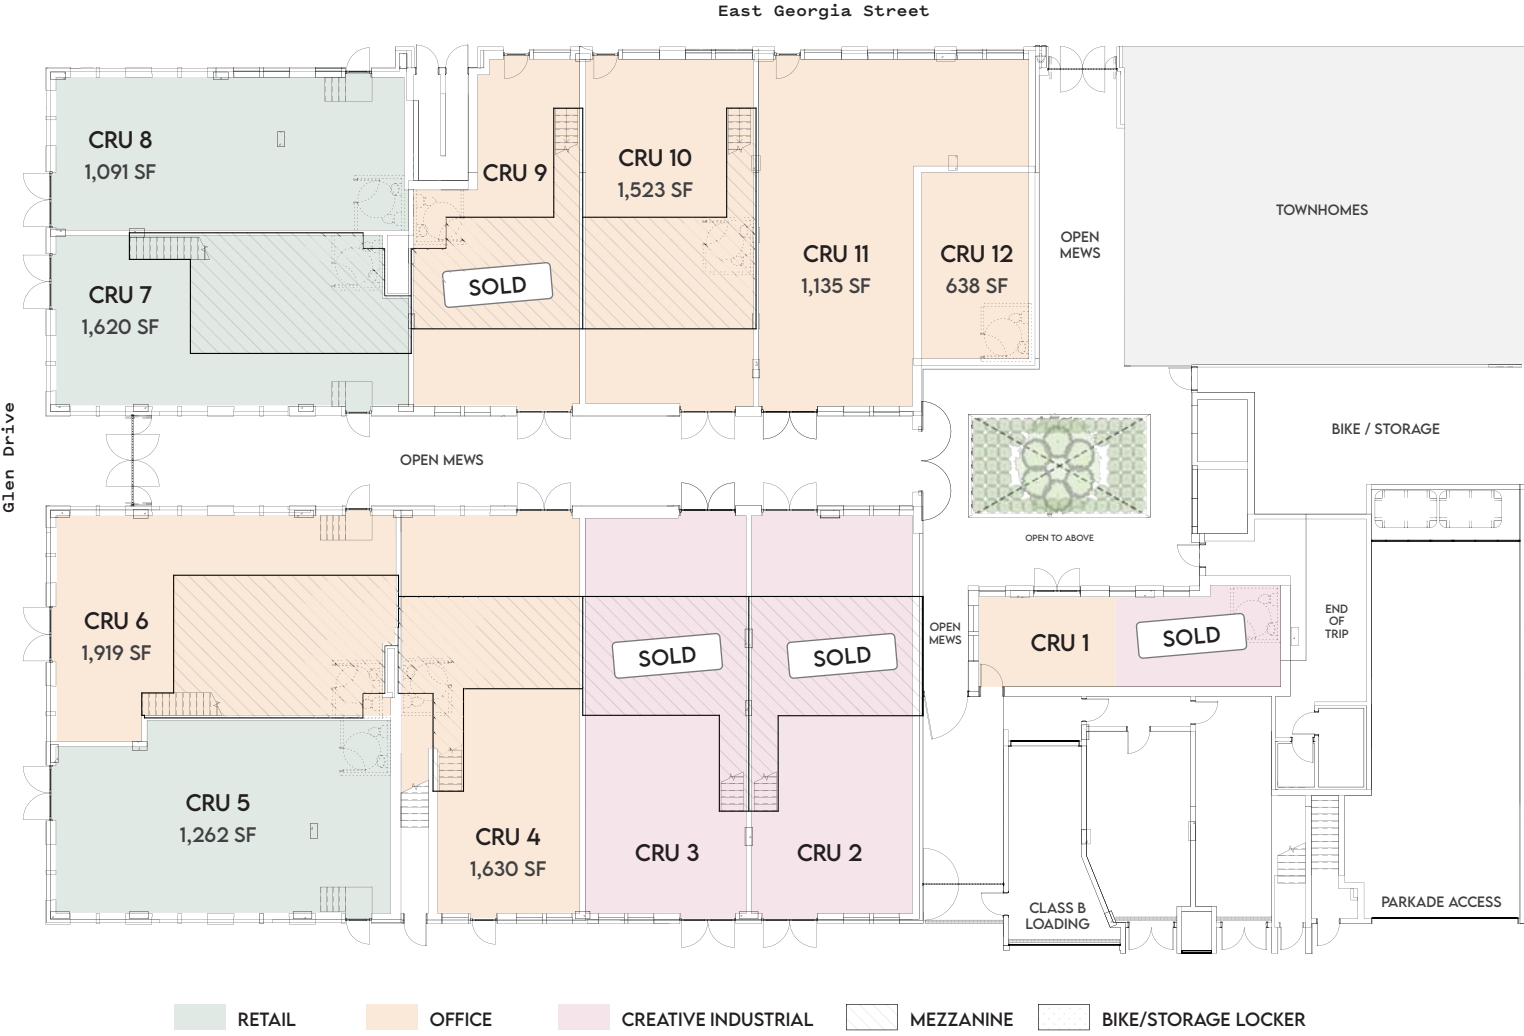 East Georgia Street
CRU 8
1,091 SF
CRU 9
CRU 10
1,523 SF
TOWNHOMES
OPEN
MEWS
CRU 11
1,135 SF
CRU 12
638 SF
CRU 7
1,620 SF
SOLD
Glen Drive
OPEN MEWS
BIKE / STORAGE
OPEN TO ABOVE
CRU 6
1,919 SF
SOLD
SOLD
OPEN
MEWS
CRU 1
SOLD
END
OF
TRIP
CRU 5
1,262 SF
CRU 4
1,630 SF
CRU 3
CRU 2
CLASS B
LOADING
PARKADE ACCESS
RETAIL
OFFICE
CREATIVE INDUSTRIAL
MEZZANINE
BIKE/STORAGE LOCKER